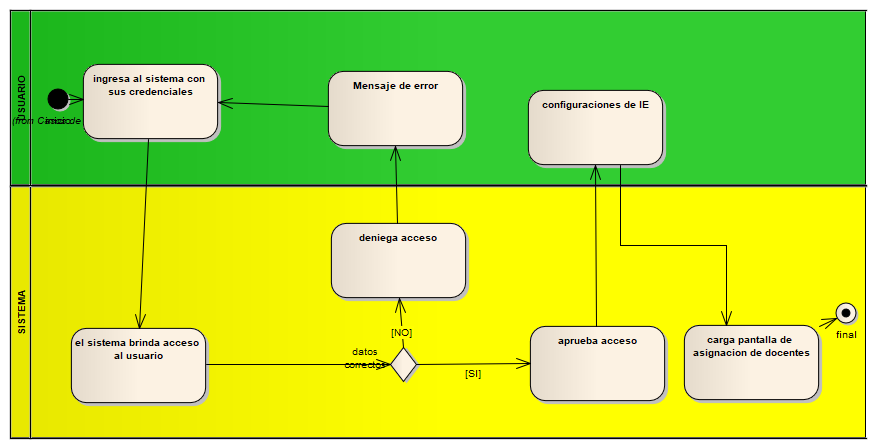 USUARIO
ingresa al sistema con
sus credenciales
Mensaje de error
configuraciones de IE
(from
de
inicio
SISTEMA
deniega acceso
[NO]
datos
correctos
[SI]
el sistema brinda acceso
al usuario
aprueba acceso
carga pantalla de
asignacion de docentes
final